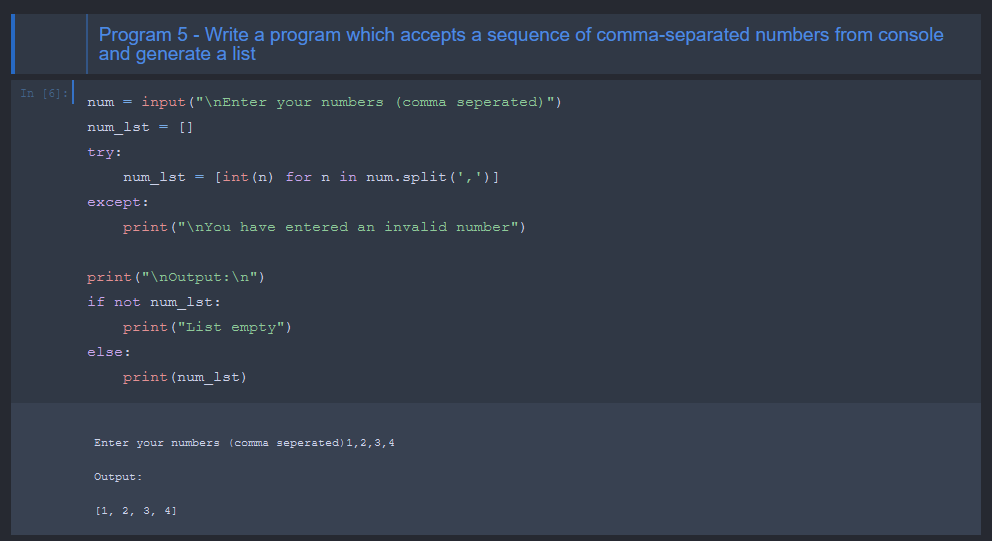 Program 5 - Write a program which accepts a sequence of comma-separated numbers from console
and generate a list
In [6]:
num = input("\nEnter your numbers (comma seperated)")
num_lst = []
try:
    num_lst = [int(n) for n in num.split(',')]
except:
    print("\nYou have entered an invalid number")

print("\nOutput:\n")
if not num_lst:
    print("List empty")
else:
    print(num_lst)
Enter your numbers (comma seperated)1,2,3,4
Output:
[1, 2, 3, 4]